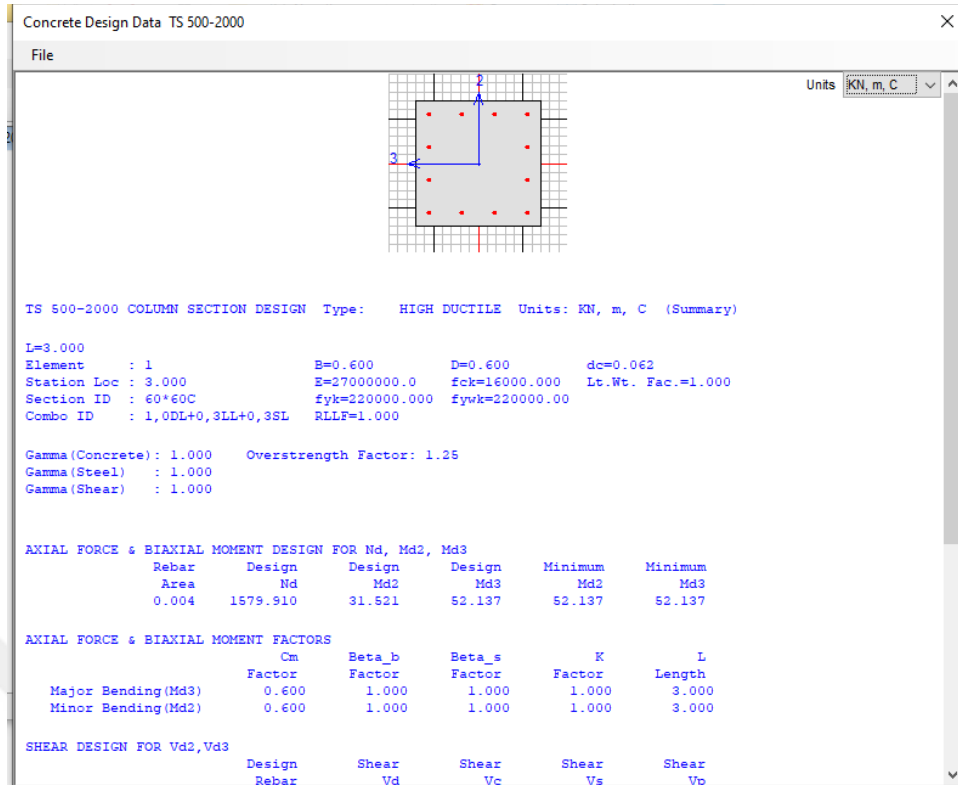 Concrete Design Data TS 500-2000
File
Units KN, m, C
2
3
TS 500-2000 COLUMN SECTION DESIGN Type: HIGH DUCTILE Units: KN, m, C (Summary)
L=3.000
Element : 1 B=0.600 D=0.600 dc=0.062
Station Loc : 3.000 E=27000000.0 fck=16000.000 Lt.Wt. Fac.=1.000
Section ID : 60*60C fyk=220000.000 fywk=220000.00
Combo ID : 1,0DL+0,3LL+0,3SL RLLF=1.000
Gamma(Concrete): 1.000 Overstrength Factor: 1.25
Gamma(Steel) : 1.000
Gamma(Shear) : 1.000
AXIAL FORCE & BIAXIAL MOMENT DESIGN FOR Nd, Md2, Md3
Rebar Design Design Design Minimum Minimum
Area Nd Md2 Md3 Md2 Md3
0.004 1579.910 31.521 52.137 52.137 52.137
AXIAL FORCE & BIAXIAL MOMENT FACTORS
Cm Beta_b Beta_s K L
Factor Factor Factor Factor Length
Major Bending(Md3) 0.600 1.000 1.000 1.000 3.000
Minor Bending(Md2) 0.600 1.000 1.000 1.000 3.000
SHEAR DESIGN FOR Vd2,Vd3
Design Shear Shear Shear Shear
Rebar Vd Vc Vs Vp